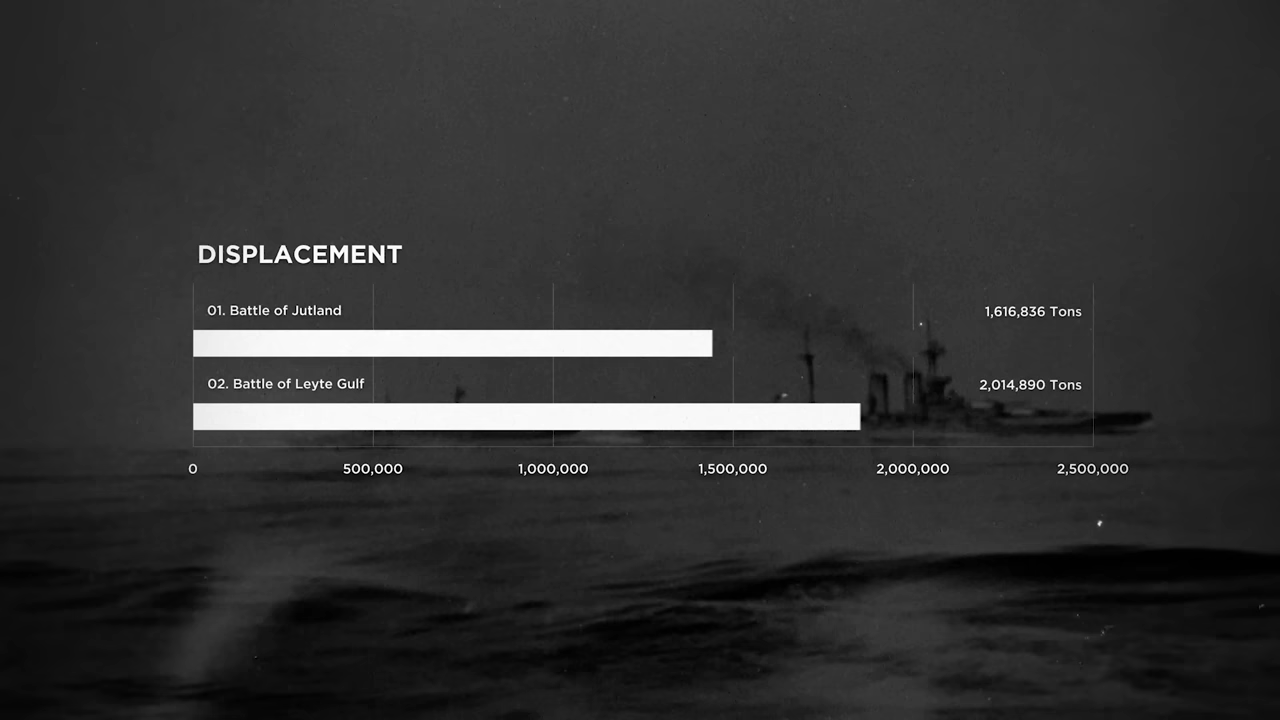 DISPLACEMENT
01. Battle of Jutland 1,616,836 Tons
02. Battle of Leyte Gulf 2,014,890 Tons
0 500,000 1,000,000 1,500,000 2,000,000 2,500,000